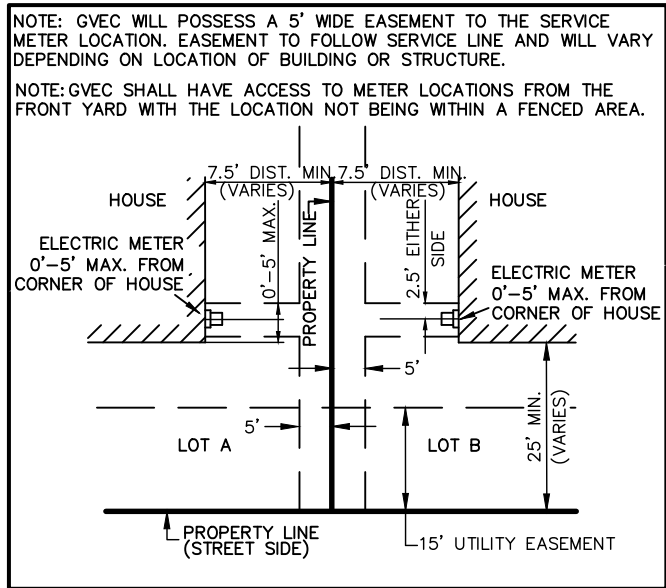 NOTE: GVEC WILL POSSESS A 5' WIDE EASEMENT TO THE SERVICE
METER LOCATION. EASEMENT TO FOLLOW SERVICE LINE AND WILL VARY
DEPENDING ON LOCATION OF BUILDING OR STRUCTURE.
NOTE: GVEC SHALL HAVE ACCESS TO METER LOCATIONS FROM THE
FRONT YARD WITH THE LOCATION NOT BEING WITHIN A FENCED AREA.
7.5' DIST. MIN.
(VARIES)
7.5' DIST. MIN.
(VARIES)
HOUSE
HOUSE
ELECTRIC METER
0'-5' MAX. FROM
CORNER OF HOUSE
0'-5' MAX.
PROPERTY LINE
2.5' EITHER
SIDE
ELECTRIC METER
0'-5' MAX. FROM
CORNER OF HOUSE
5'
5'
LOT A
LOT B
25' MIN.
(VARIES)
PROPERTY LINE
(STREET SIDE)
15' UTILITY EASEMENT